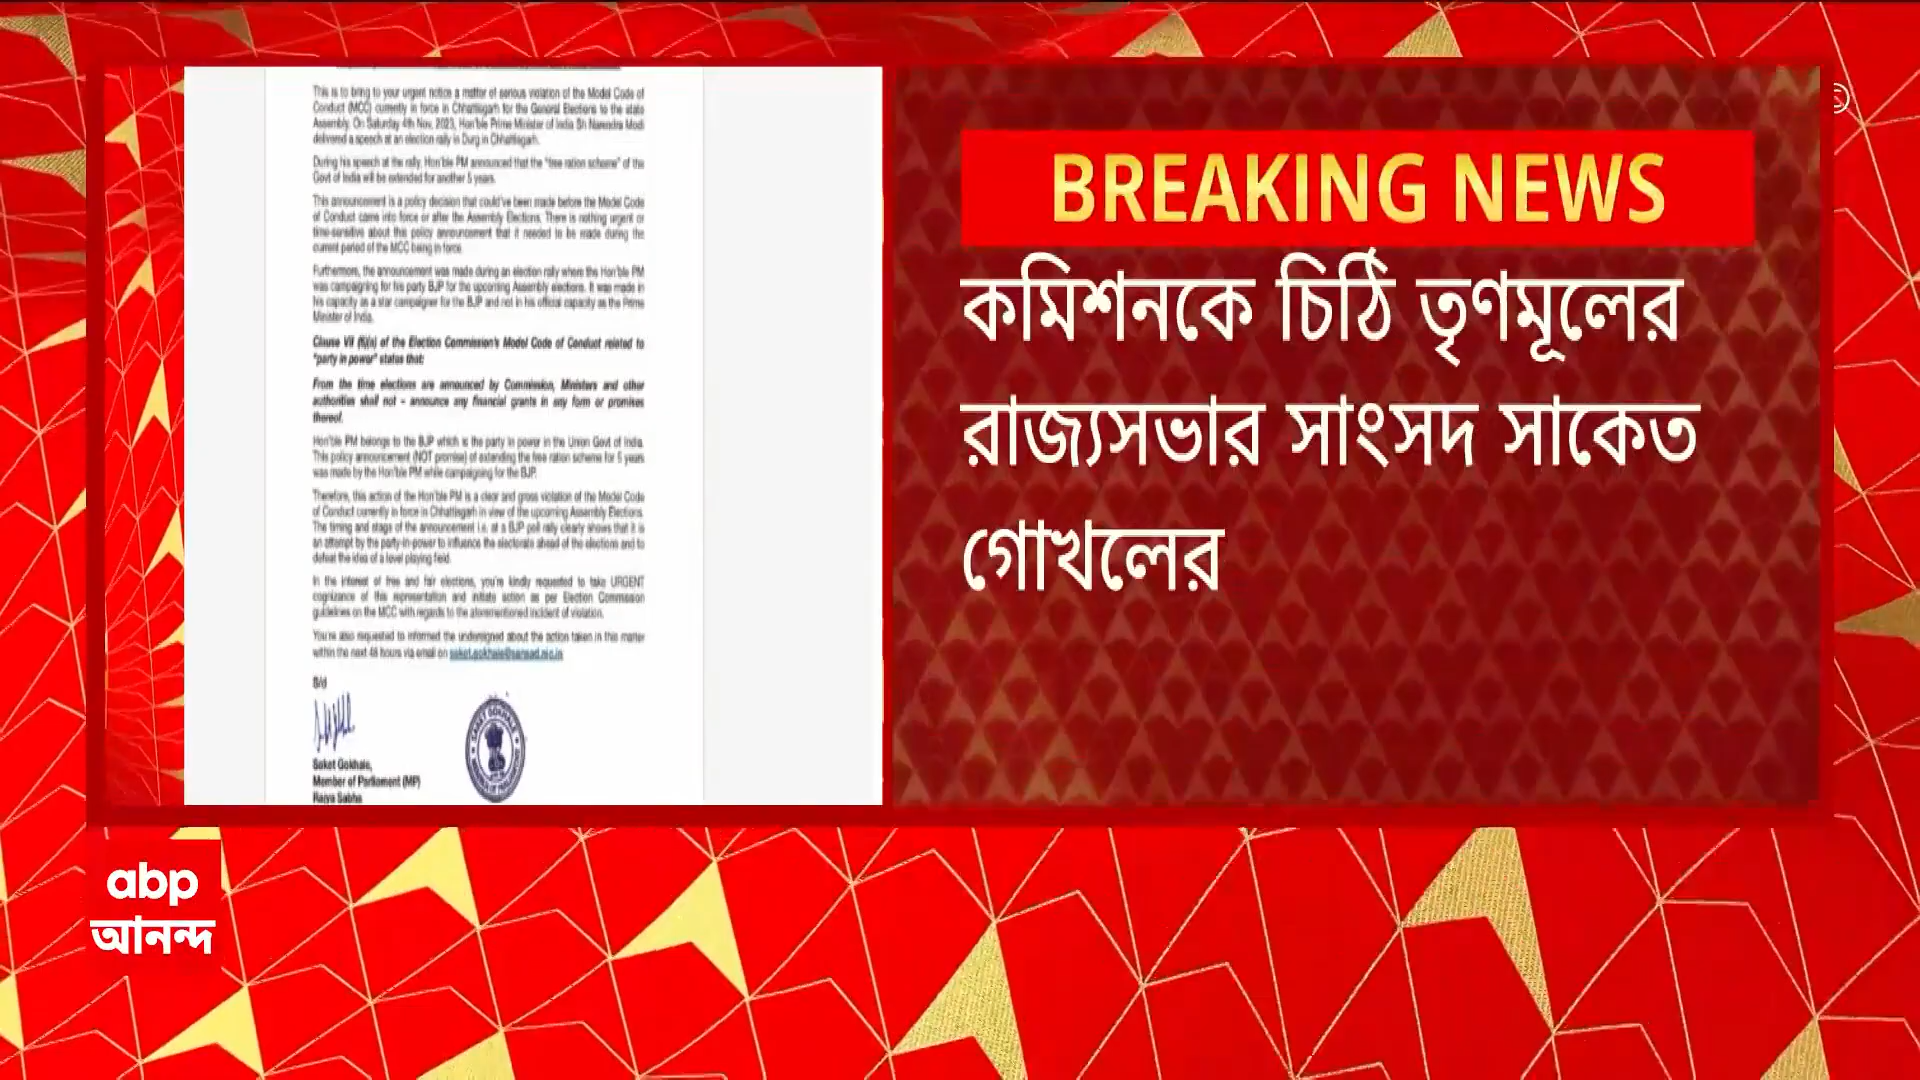 This is to bring to your urgent notice a matter of serious violation of the Model Code of
Conduct (MCC) currently in force in Chhattisgarh for the General Elections to the state
Assembly. On Saturday 4th Nov, 2023, Hon'ble Prime Minister of India Sh Narendra Modi
delivered a speech at an election rally in Durg in Chhattisgarh.
During his speech at the rally, Hon'ble PM announced that the "free ration scheme" of the
Govt of India will be extended for another 5 years.
This announcement is a policy decision that could've been made before the Model Code
of Conduct came into force or after the Assembly Elections. There is nothing urgent or
time-sensitive about this policy announcement that it needed to be made during the
current period of the MCC being in force.
Furthermore, the announcement was made during an election rally where the Hon'ble PM
was campaigning for his party BJP for the upcoming Assembly elections. It was made in
his capacity as a star campaigner for the BJP and not in his official capacity as the Prime
Minister of India.
Clause VII of the Election Commission's Model Code of Conduct related to
"party in power" states that:
From the time elections are announced by Commission, Ministers and other
authorities shall not – announce any financial grants in any form or promises
thereof.
Hon'ble PM belongs to the BJP which is the party in power in the Union Govt of India.
This policy announcement (NOT promise) of extending the free ration scheme for 5 years
was made by the Hon'ble PM while campaigning for the BJP.
Therefore, this action of the Hon'ble PM is a clear and gross violation of the Model Code
of Conduct currently in force in Chhattisgarh in view of the upcoming Assembly Elections.
The timing and stage of the announcement i.e. at a BJP poll rally clearly shows that it is
an attempt by the party-in-power to influence the electorate ahead of the elections and to
defeat the idea of a level playing field.
In the interest of free and fair elections, you're kindly requested to take URGENT
cognizance of this representation and initiate action as per Election Commission
guidelines on the MCC with regards to the aforementioned incident of violation.
You're also requested to informed the undersigned about the action taken in this matter
within the next 48 hours via email on saket.gokhale@sansad.nic.in
S/d
Saket Gokhale,
Member of Parliament (MP)
Rajya Sabha
SAKET GOKHALE
BREAKING NEWS
কমিশনকে চিঠি তৃণমূলের
রাজ্যসভার সাংসদ সাকেত
গোখলের
abp
আনন্দ